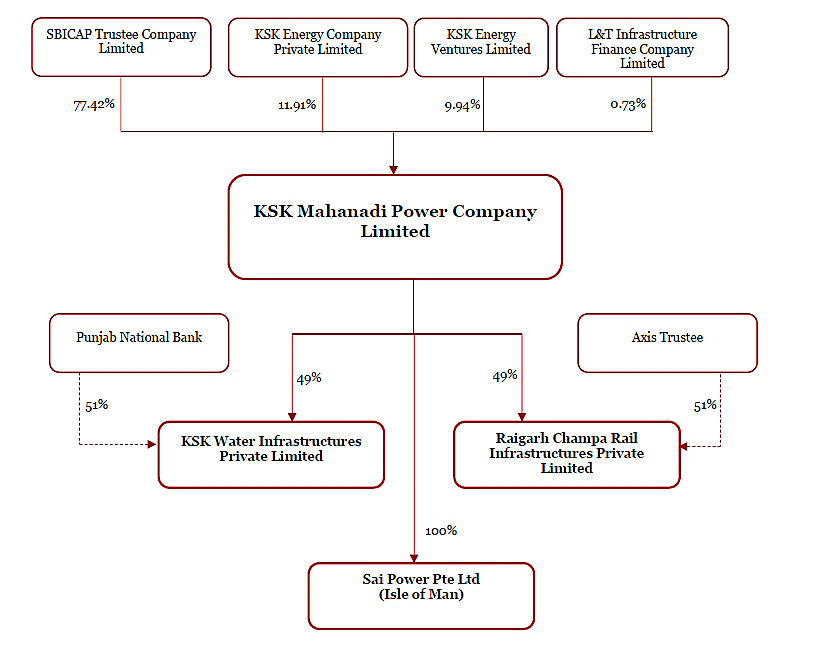 SBICAP Trustee Company
Limited
KSK Energy Company
Private Limited
KSK Energy
Ventures Limited
L&T Infrastructure
Finance Company
Limited
77.42%
11.91%
9.94%
0.73%
KSK Mahanadi Power Company
Limited
Punjab National Bank
Axis Trustee
49%
49%
51%
51%
KSK Water Infrastructures
Private Limited
Raigarh Champa Rail
Infrastructures Private
Limited
100%
Sai Power Pte Ltd
(Isle of Man)